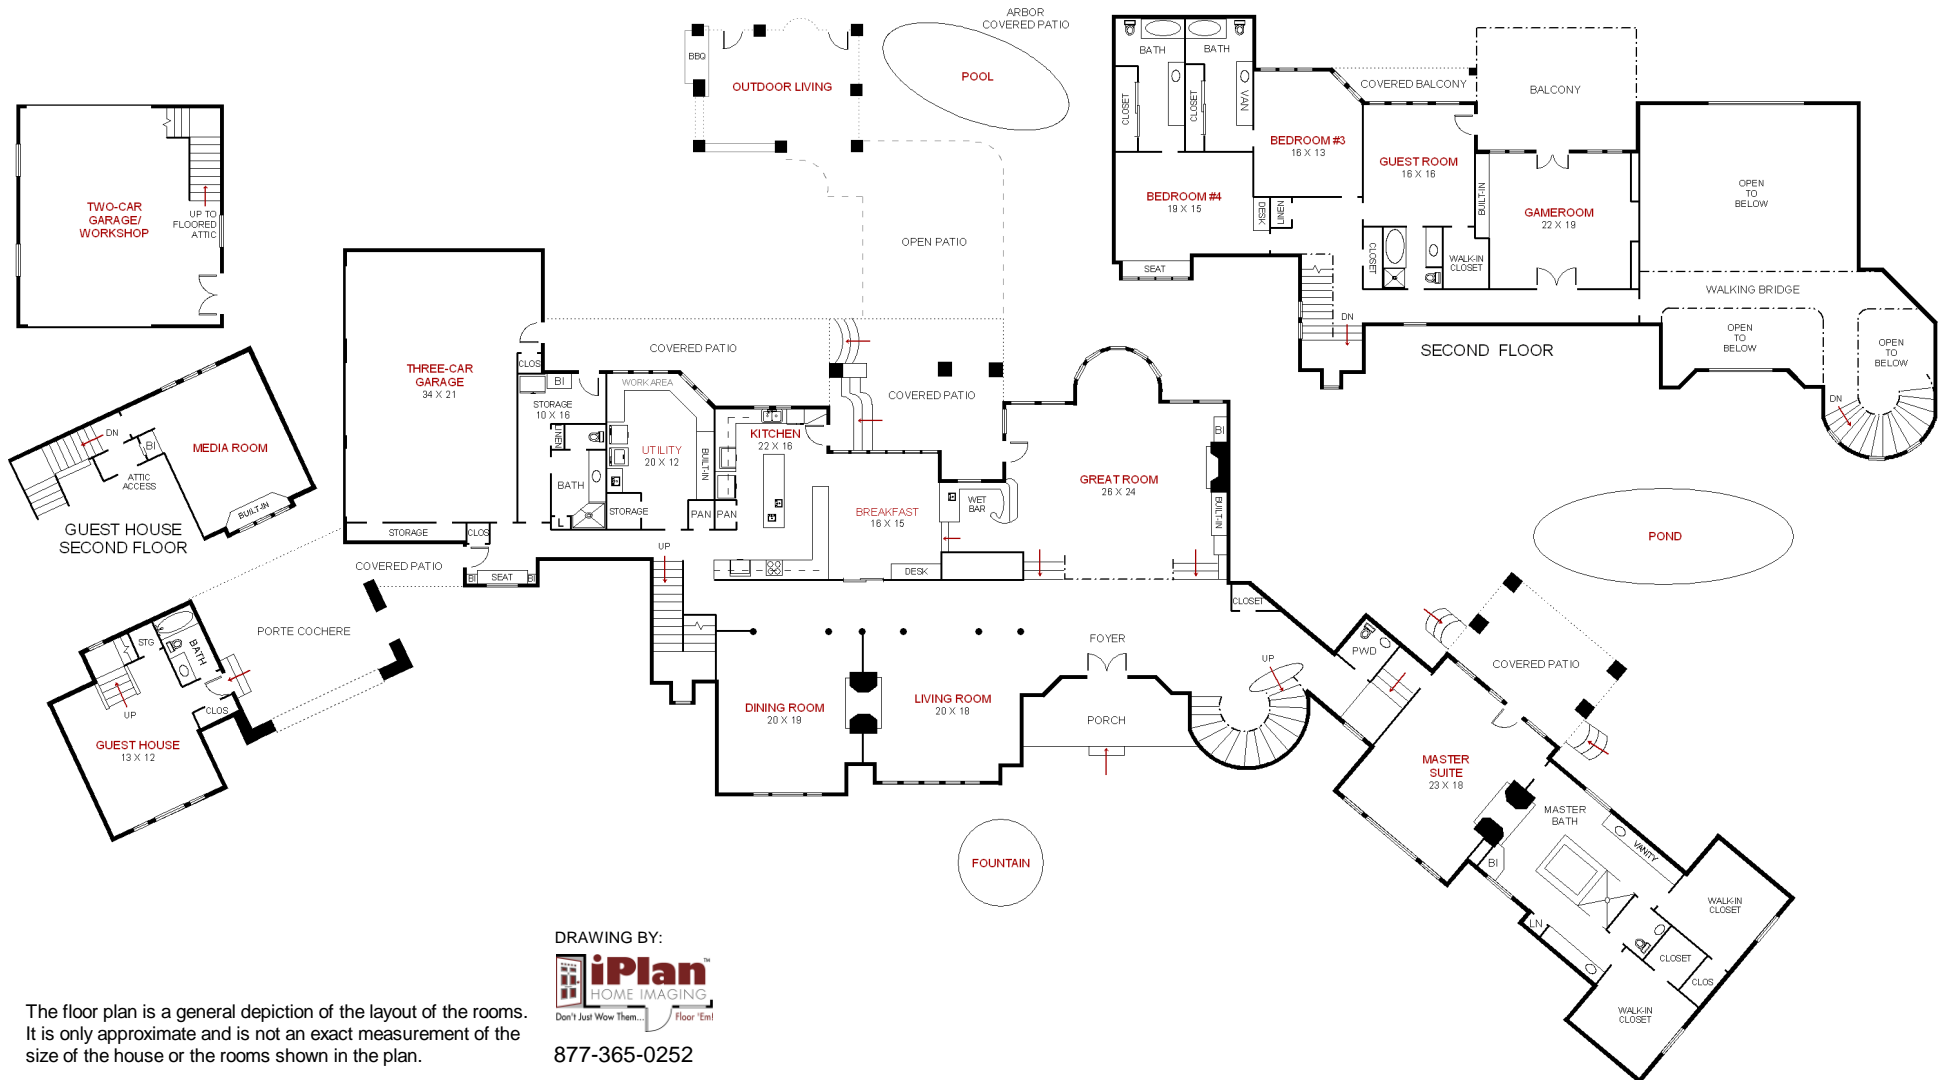 ARBOR
COVERED PATIO
BBQ
OUTDOOR LIVING
POOL
OPEN PATIO
BATH
BATH
CLOSET
CLOSET
VAN
COVERED BALCONY
BALCONY
BEDROOM #3
16 X 13
GUEST ROOM
16 X 16
BEDROOM #4
19 X 15
DESK
LINEN
BUILT-IN
GAMEROOM
22 X 19
OPEN
TO
BELOW
SEAT
CLOSET
WALK-IN
CLOSET
DN
WALKING BRIDGE
OPEN
TO
BELOW
OPEN
TO
BELOW
DN
SECOND FLOOR
TWO-CAR
GARAGE/
WORKSHOP
UP TO
FLOORED
ATTIC
MEDIA ROOM
DN
BI
ATTIC
ACCESS
BUILT-IN
GUEST HOUSE
SECOND FLOOR
THREE-CAR
GARAGE
34 X 21
CLOS
COVERED PATIO
BI
STORAGE
10 X 16
WORK AREA
LINEN
UTILITY
20 X 12
BATH
L
STORAGE
BUILT-IN
PAN
PAN
KITCHEN
22 X 16
COVERED PATIO
BREAKFAST
16 X 15
DESK
WET
BAR
GREAT ROOM
26 X 24
BI
BUILT-IN
STORAGE
CLOS
COVERED PATIO
BI
SEAT
BI
UP
PORTE COCHERE
STG
BATH
UP
CLOS
GUEST HOUSE
13 X 12
DINING ROOM
20 X 19
LIVING ROOM
20 X 18
FOYER
PORCH
CLOSET
UP
PWD
POND
COVERED PATIO
MASTER
SUITE
23 X 18
MASTER
BATH
VANITY
BI
LN
WALK-IN
CLOSET
CLOSET
CLOS
WALK-IN
CLOSET
FOUNTAIN
DRAWING BY:
iPlan™
HOME IMAGING
Don't Just Wow Them... Floor 'Em!
877-365-0252
The floor plan is a general depiction of the layout of the rooms.
It is only approximate and is not an exact measurement of the
size of the house or the rooms shown in the plan.